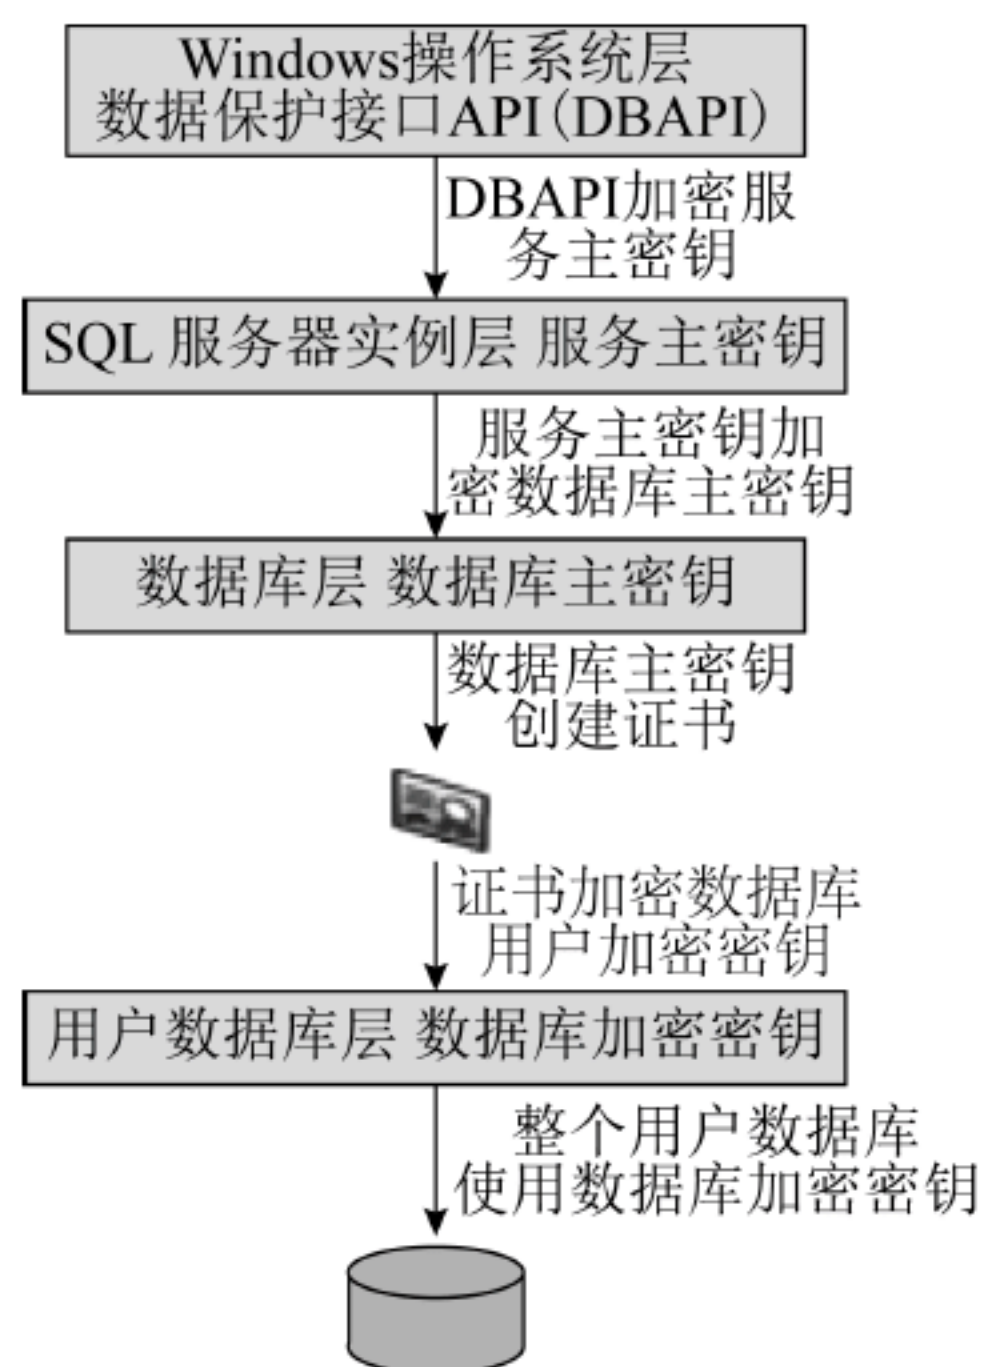 Windows操作系统层
数据保护接口API(DBAPI)
DBAPI加密服
务主密钥
SQL 服务器实例层 服务主密钥
服务主密钥加
密数据库主密钥
数据库层 数据库主密钥
数据库主密钥
创建证书
证书加密数据库
用户加密密钥
用户数据库层 数据库加密密钥
整个用户数据库
使用数据库加密密钥